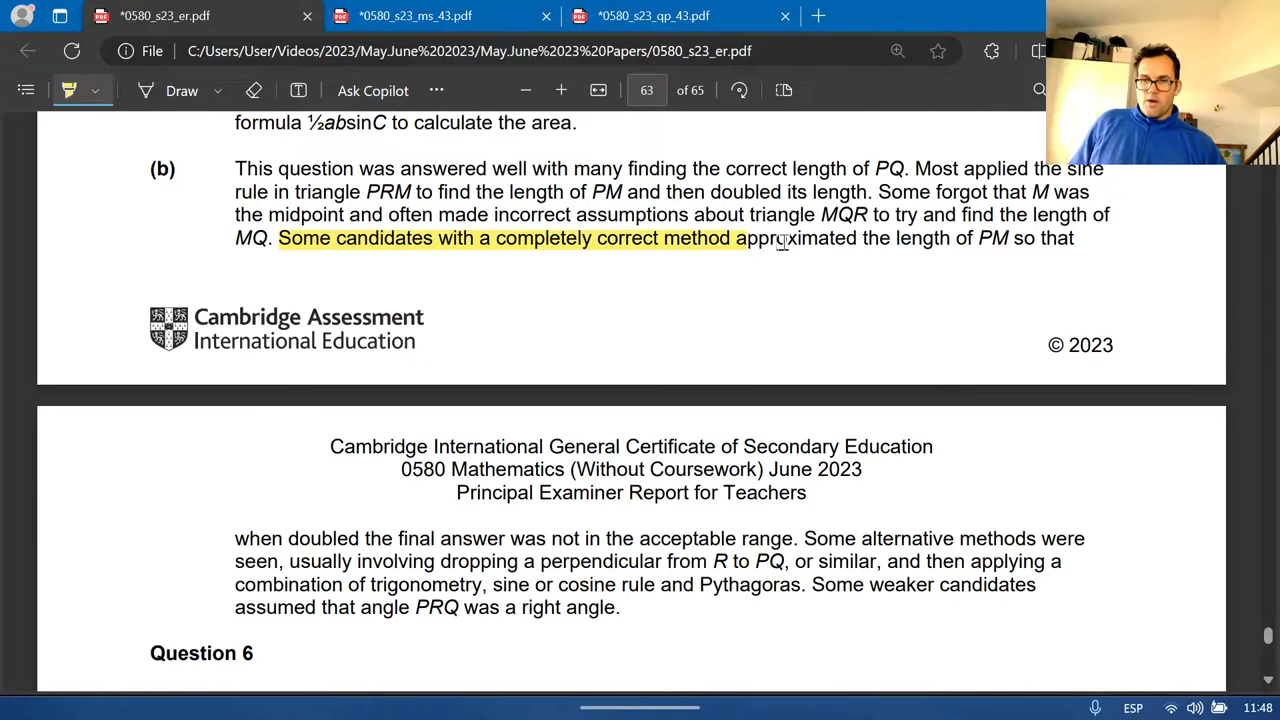 *0580_s23_er.pdf
*0580_s23_ms_43.pdf
*0580_s23_qp_43.pdf
File
C:/Users/User/Videos/2023/May.June%202023/May.June%2023%20Papers/0580_s23_er.pdf
Draw
Ask Copilot
63 of 65
formula ½absinC to calculate the area.
(b) This question was answered well with many finding the correct length of PQ. Most applied the sine
rule in triangle PRM to find the length of PM and then doubled its length. Some forgot that M was
the midpoint and often made incorrect assumptions about triangle MQR to try and find the length of
MQ. Some candidates with a completely correct method approximated the length of PM so that
Cambridge Assessment
International Education
© 2023
Cambridge International General Certificate of Secondary Education
0580 Mathematics (Without Coursework) June 2023
Principal Examiner Report for Teachers
when doubled the final answer was not in the acceptable range. Some alternative methods were
seen, usually involving dropping a perpendicular from R to PQ, or similar, and then applying a
combination of trigonometry, sine or cosine rule and Pythagoras. Some weaker candidates
assumed that angle PRQ was a right angle.
Question 6
ESP
11:48